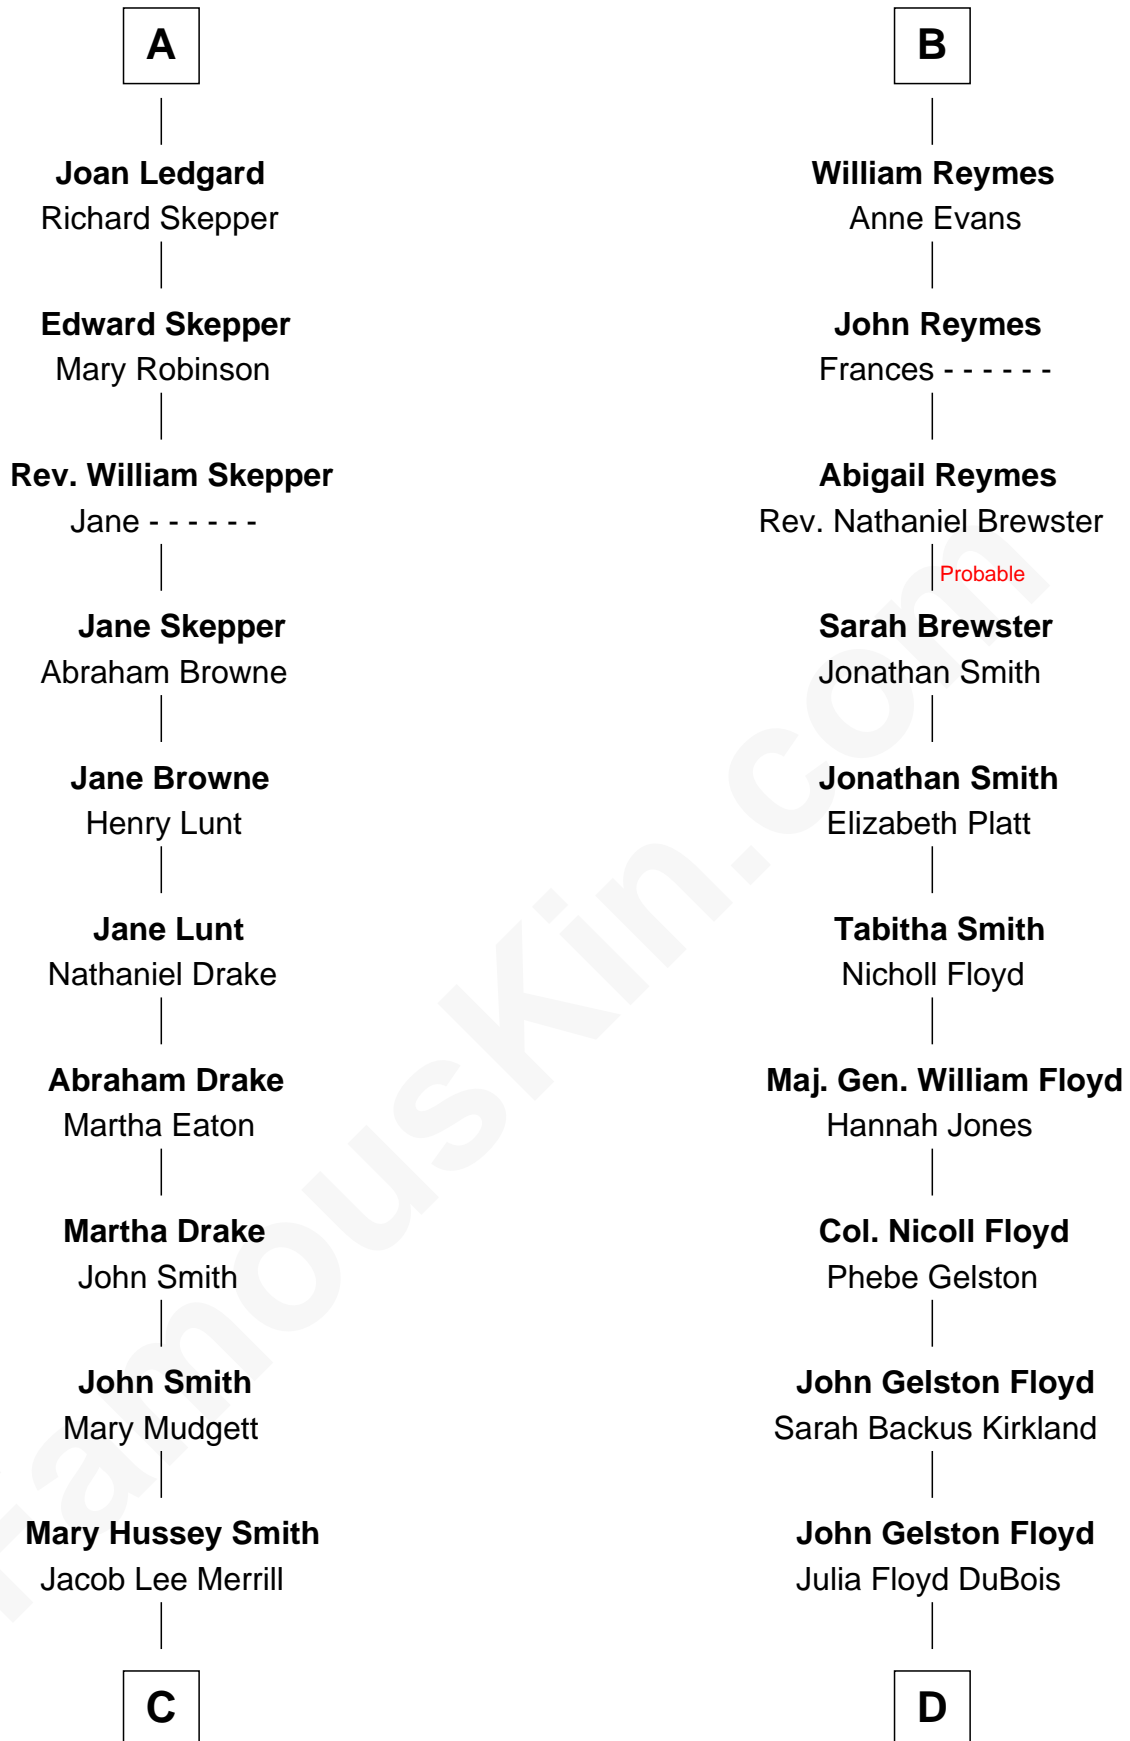 A
Joan Ledgard
Richard Skepper
Edward Skepper
Mary Robinson
Rev. William Skepper
Jane - - - - - -
Jane Skepper
Abraham Browne
Jane Browne
Henry Lunt
Jane Lunt
Nathaniel Drake
Abraham Drake
Martha Eaton
Martha Drake
John Smith
John Smith
Mary Mudgett
Mary Hussey Smith
Jacob Lee Merrill
C
B
William Reymes
Anne Evans
John Reymes
Frances - - - - - -
Abigail Reymes
Rev. Nathaniel Brewster
Probable
Sarah Brewster
Jonathan Smith
Jonathan Smith
Elizabeth Platt
Tabitha Smith
Nicholl Floyd
Maj. Gen. William Floyd
Hannah Jones
Col. Nicoll Floyd
Phebe Gelston
John Gelston Floyd
Sarah Backus Kirkland
John Gelston Floyd
Julia Floyd DuBois
D
FamousKin.com